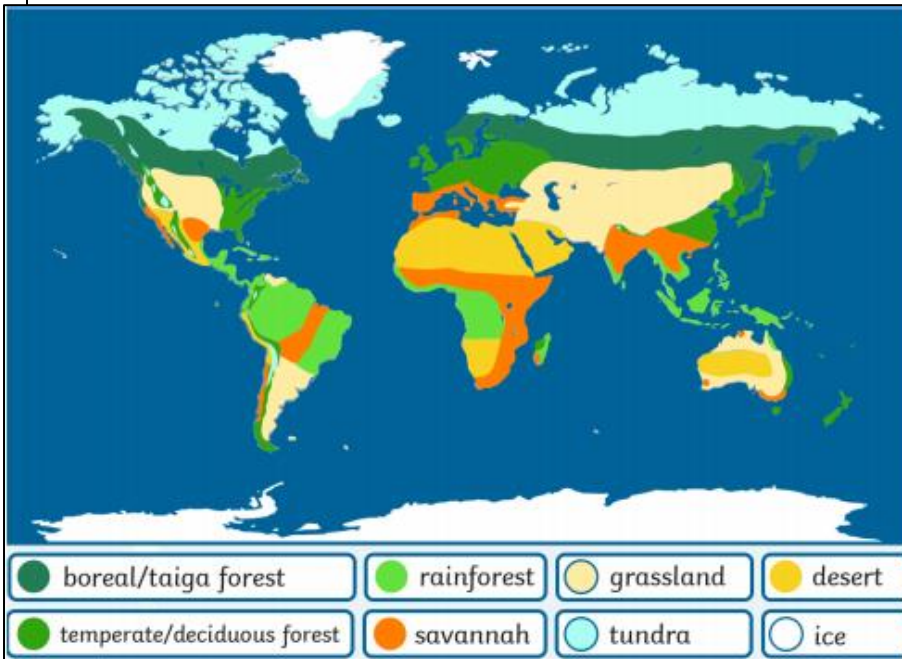 boreal/taiga forest
rainforest
grassland
desert
temperate/deciduous forest
savannah
tundra
ice